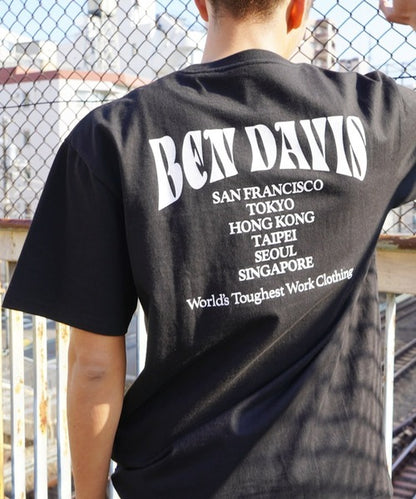 BEN DAVIS
SAN FRANCISCO
TOKYO
HONG KONG
TAIPEI
SEOUL
SINGAPORE
World's Toughest Work Clothing